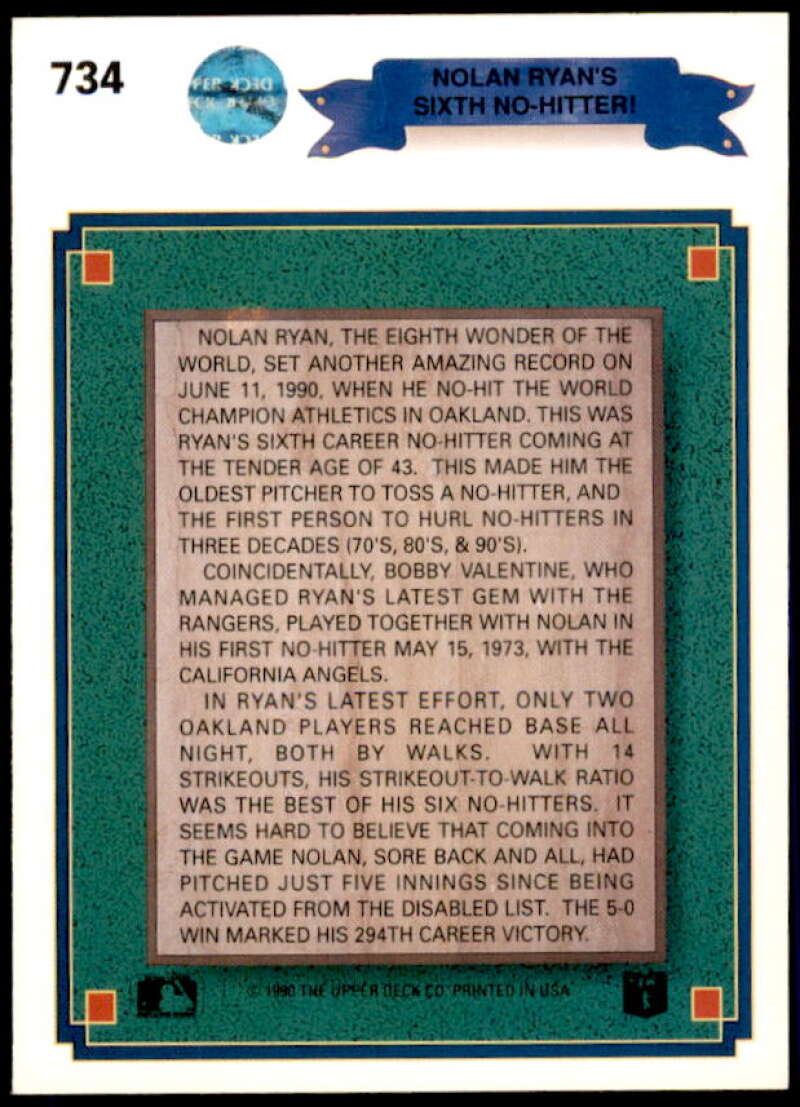 734
NOLAN RYAN'S
SIXTH NO-HITTER!
NOLAN RYAN, THE EIGHTH WONDER OF THE
WORLD, SET ANOTHER AMAZING RECORD ON
JUNE 11, 1990, WHEN HE NO-HIT THE WORLD
CHAMPION ATHLETICS IN OAKLAND. THIS WAS
RYAN'S SIXTH CAREER NO-HITTER COMING AT
THE TENDER AGE OF 43. THIS MADE HIM THE
OLDEST PITCHER TO TOSS A NO-HITTER, AND
THE FIRST PERSON TO HURL NO-HITTERS IN
THREE DECADES (70'S, 80'S, & 90'S).
COINCIDENTALLY, BOBBY VALENTINE, WHO
MANAGED RYAN'S LATEST GEM WITH THE
RANGERS, PLAYED TOGETHER WITH NOLAN IN
HIS FIRST NO-HITTER MAY 15, 1973, WITH THE
CALIFORNIA ANGELS.
IN RYAN'S LATEST EFFORT, ONLY TWO
OAKLAND PLAYERS REACHED BASE ALL
NIGHT, BOTH BY WALKS. WITH 14
STRIKEOUTS, HIS STRIKEOUT-TO-WALK RATIO
WAS THE BEST OF HIS SIX NO-HITTERS. IT
SEEMS HARD TO BELIEVE THAT COMING INTO
THE GAME NOLAN, SORE BACK AND ALL, HAD
PITCHED JUST FIVE INNINGS SINCE BEING
ACTIVATED FROM THE DISABLED LIST. THE 5-0
WIN MARKED HIS 294TH CAREER VICTORY.
© 1990 THE UPPER DECK CO. PRINTED IN USA